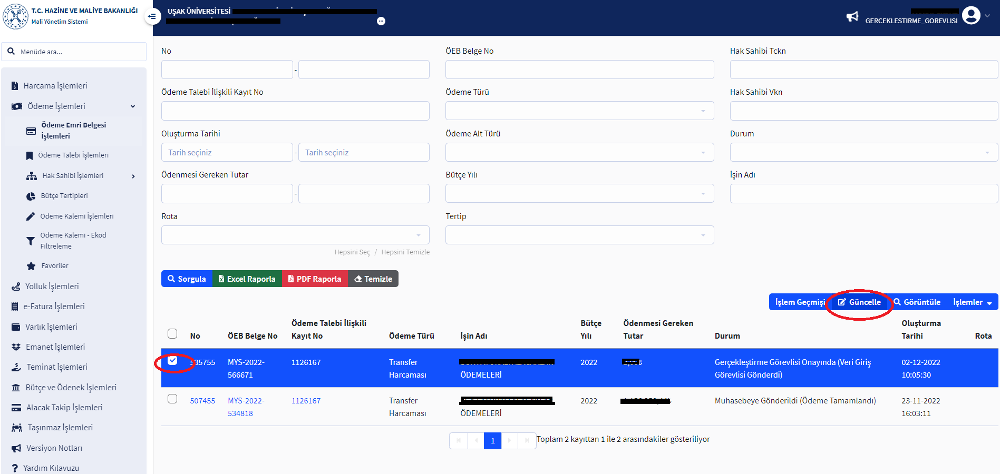 T.C. HAZİNE VE MALİYE BAKANLIĞI
Mali Yönetim Sistemi
UŞAK ÜNİVERSİTESİ
GERCEKLESTIRME_GOREVLISI
Menüde ara...
Harcama İşlemleri
Ödeme İşlemleri
Ödeme Emri Belgesi
İşlemleri
Ödeme Talebi İşlemleri
Hak Sahibi İşlemleri
Bütçe Tertipleri
Ödeme Kalemi İşlemleri
Ödeme Kalemi - Ekod
Filtreleme
Favoriler
Yolluk İşlemleri
e-Fatura İşlemleri
Varlık İşlemleri
Emanet İşlemleri
Teminat İşlemleri
Bütçe ve Ödenek İşlemleri
Alacak Takip İşlemleri
Taşınmaz İşlemleri
Versiyon Notları
Yardım Kılavuzu
No
ÖEB Belge No
Hak Sahibi Tckn
-
Ödeme Talebi İlişkili Kayıt No
Ödeme Türü
Hak Sahibi Vkn
Oluşturma Tarihi
Ödeme Alt Türü
Durum
Tarih seçiniz - Tarih seçiniz
Ödenmesi Gereken Tutar
Bütçe Yılı
İşin Adı
-
Rota
Tertip
Hepsini Seç / Hepsini Temizle
Sorgula Excel Raporla PDF Raporla Temizle
İşlem Geçmişi Güncelle Görüntüle İşlemler
No ÖEB Belge No Ödeme Talebi İlişkili Kayıt No Ödeme Türü İşin Adı Bütçe Yılı Ödenmesi Gereken Tutar Durum Oluşturma Tarihi Rota
535755 MYS-2022- 1126167 Transfer 2022 Gerçekleştirme Görevlisi Onayında (Veri Giriş 02-12-2022
566671 Harcaması ÖDEMELERİ Görevlisi Gönderdi) 10:05:30
507455 MYS-2022- 1126167 Transfer 2022 Muhasebeye Gönderildi (Ödeme Tamamlandı) 23-11-2022
534818 Harcaması ÖDEMELERİ 16:03:11
1 Toplam 2 kayıttan 1 ile 2 arasındakiler gösteriliyor